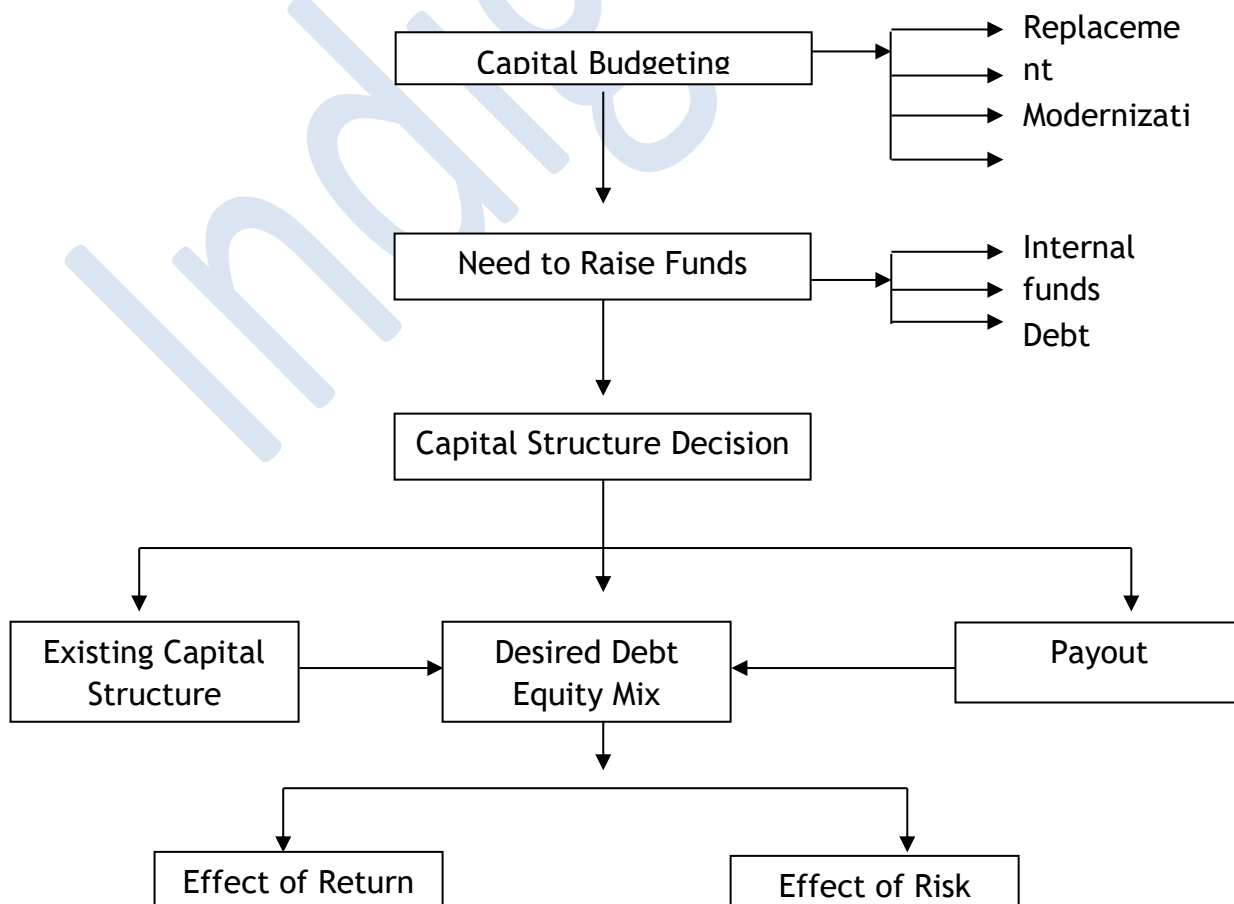 Capital Budgeting
Replaceme
nt
Modernizati
Need to Raise Funds
Internal
funds
Debt
Capital Structure Decision
Existing Capital
Structure
Desired Debt
Equity Mix
Payout
Effect of Return
Effect of Risk